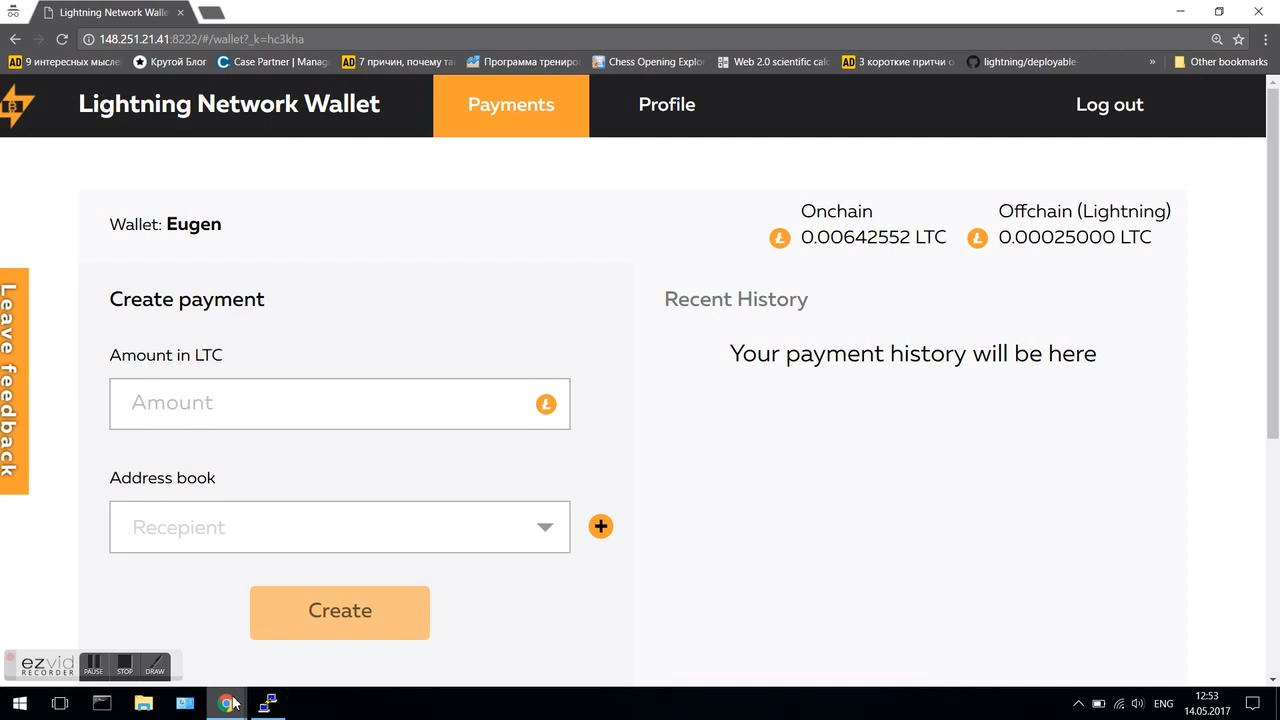 Lightning Network Walle
148.251.21.41:8222/#/wallet?_k=hc3kha
9 интересных мысле
Крутой Блог
Case Partner | Manag
7 причин, почему та
Программа трениро
Chess Opening Explo
Web 2.0 scientific calc
3 короткие притчи о
lightning/deployable-
Other bookmarks
Lightning Network Wallet
Payments
Profile
Log out
Wallet: Eugen
Onchain
0.00642552 LTC
Offchain (Lightning)
0.00025000 LTC
Leave feedback
Create payment
Amount in LTC
Amount
Address book
Recepient
+
Create
Recent History
Your payment history will be here
ezvid
RECORDER
PAUSE
STOP
DRAW
ENG
12:53
14.05.2017